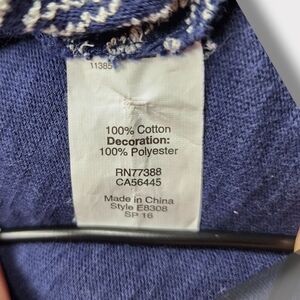 11385
100% Cotton
Decoration:
100% Polyester
RN77388
CA56445
Made in China
Style E8308
SP 16